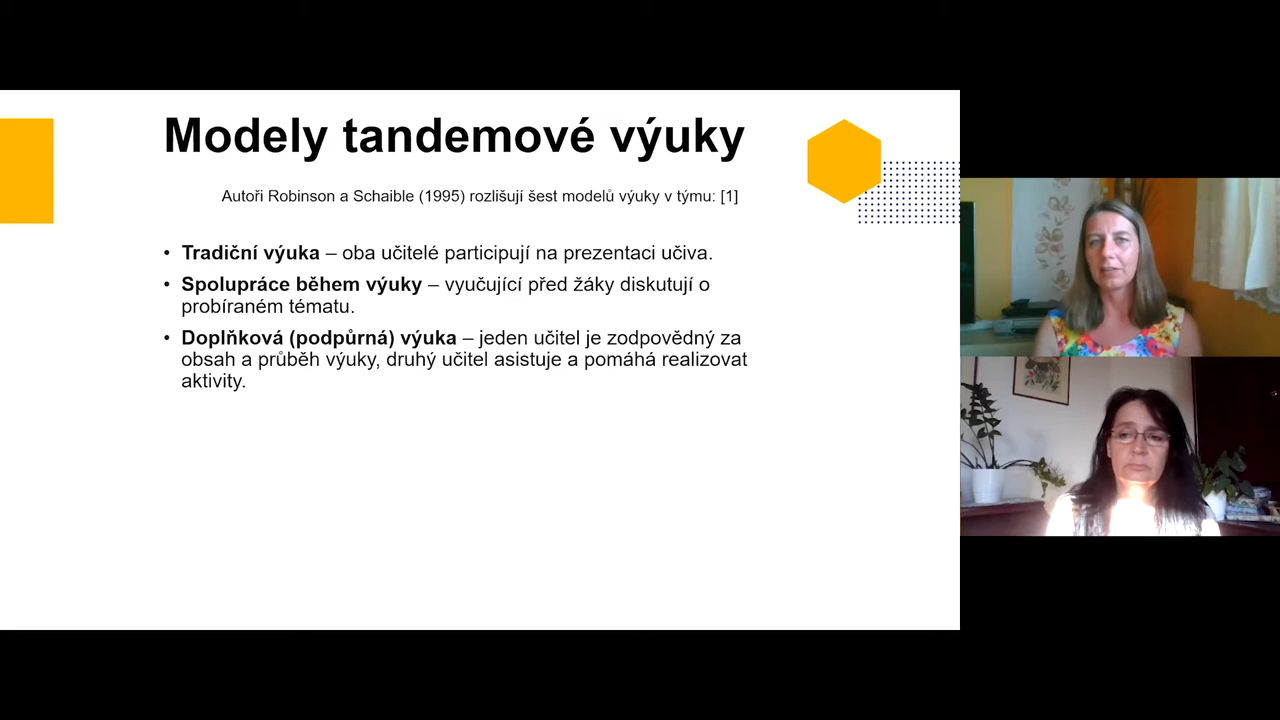 Modely tandemové výuky
Autoři Robinson a Schaible (1995) rozlišují šest modelů výuky v týmu: [1]
• Tradiční výuka – oba učitelé participují na prezentaci učiva.
• Spolupráce během výuky – vyučující před žáky diskutují o
probíraném tématu.
• Doplňková (podpůrná) výuka – jeden učitel je zodpovědný za
obsah a průběh výuky, druhý učitel asistuje a pomáhá realizovat
aktivity.